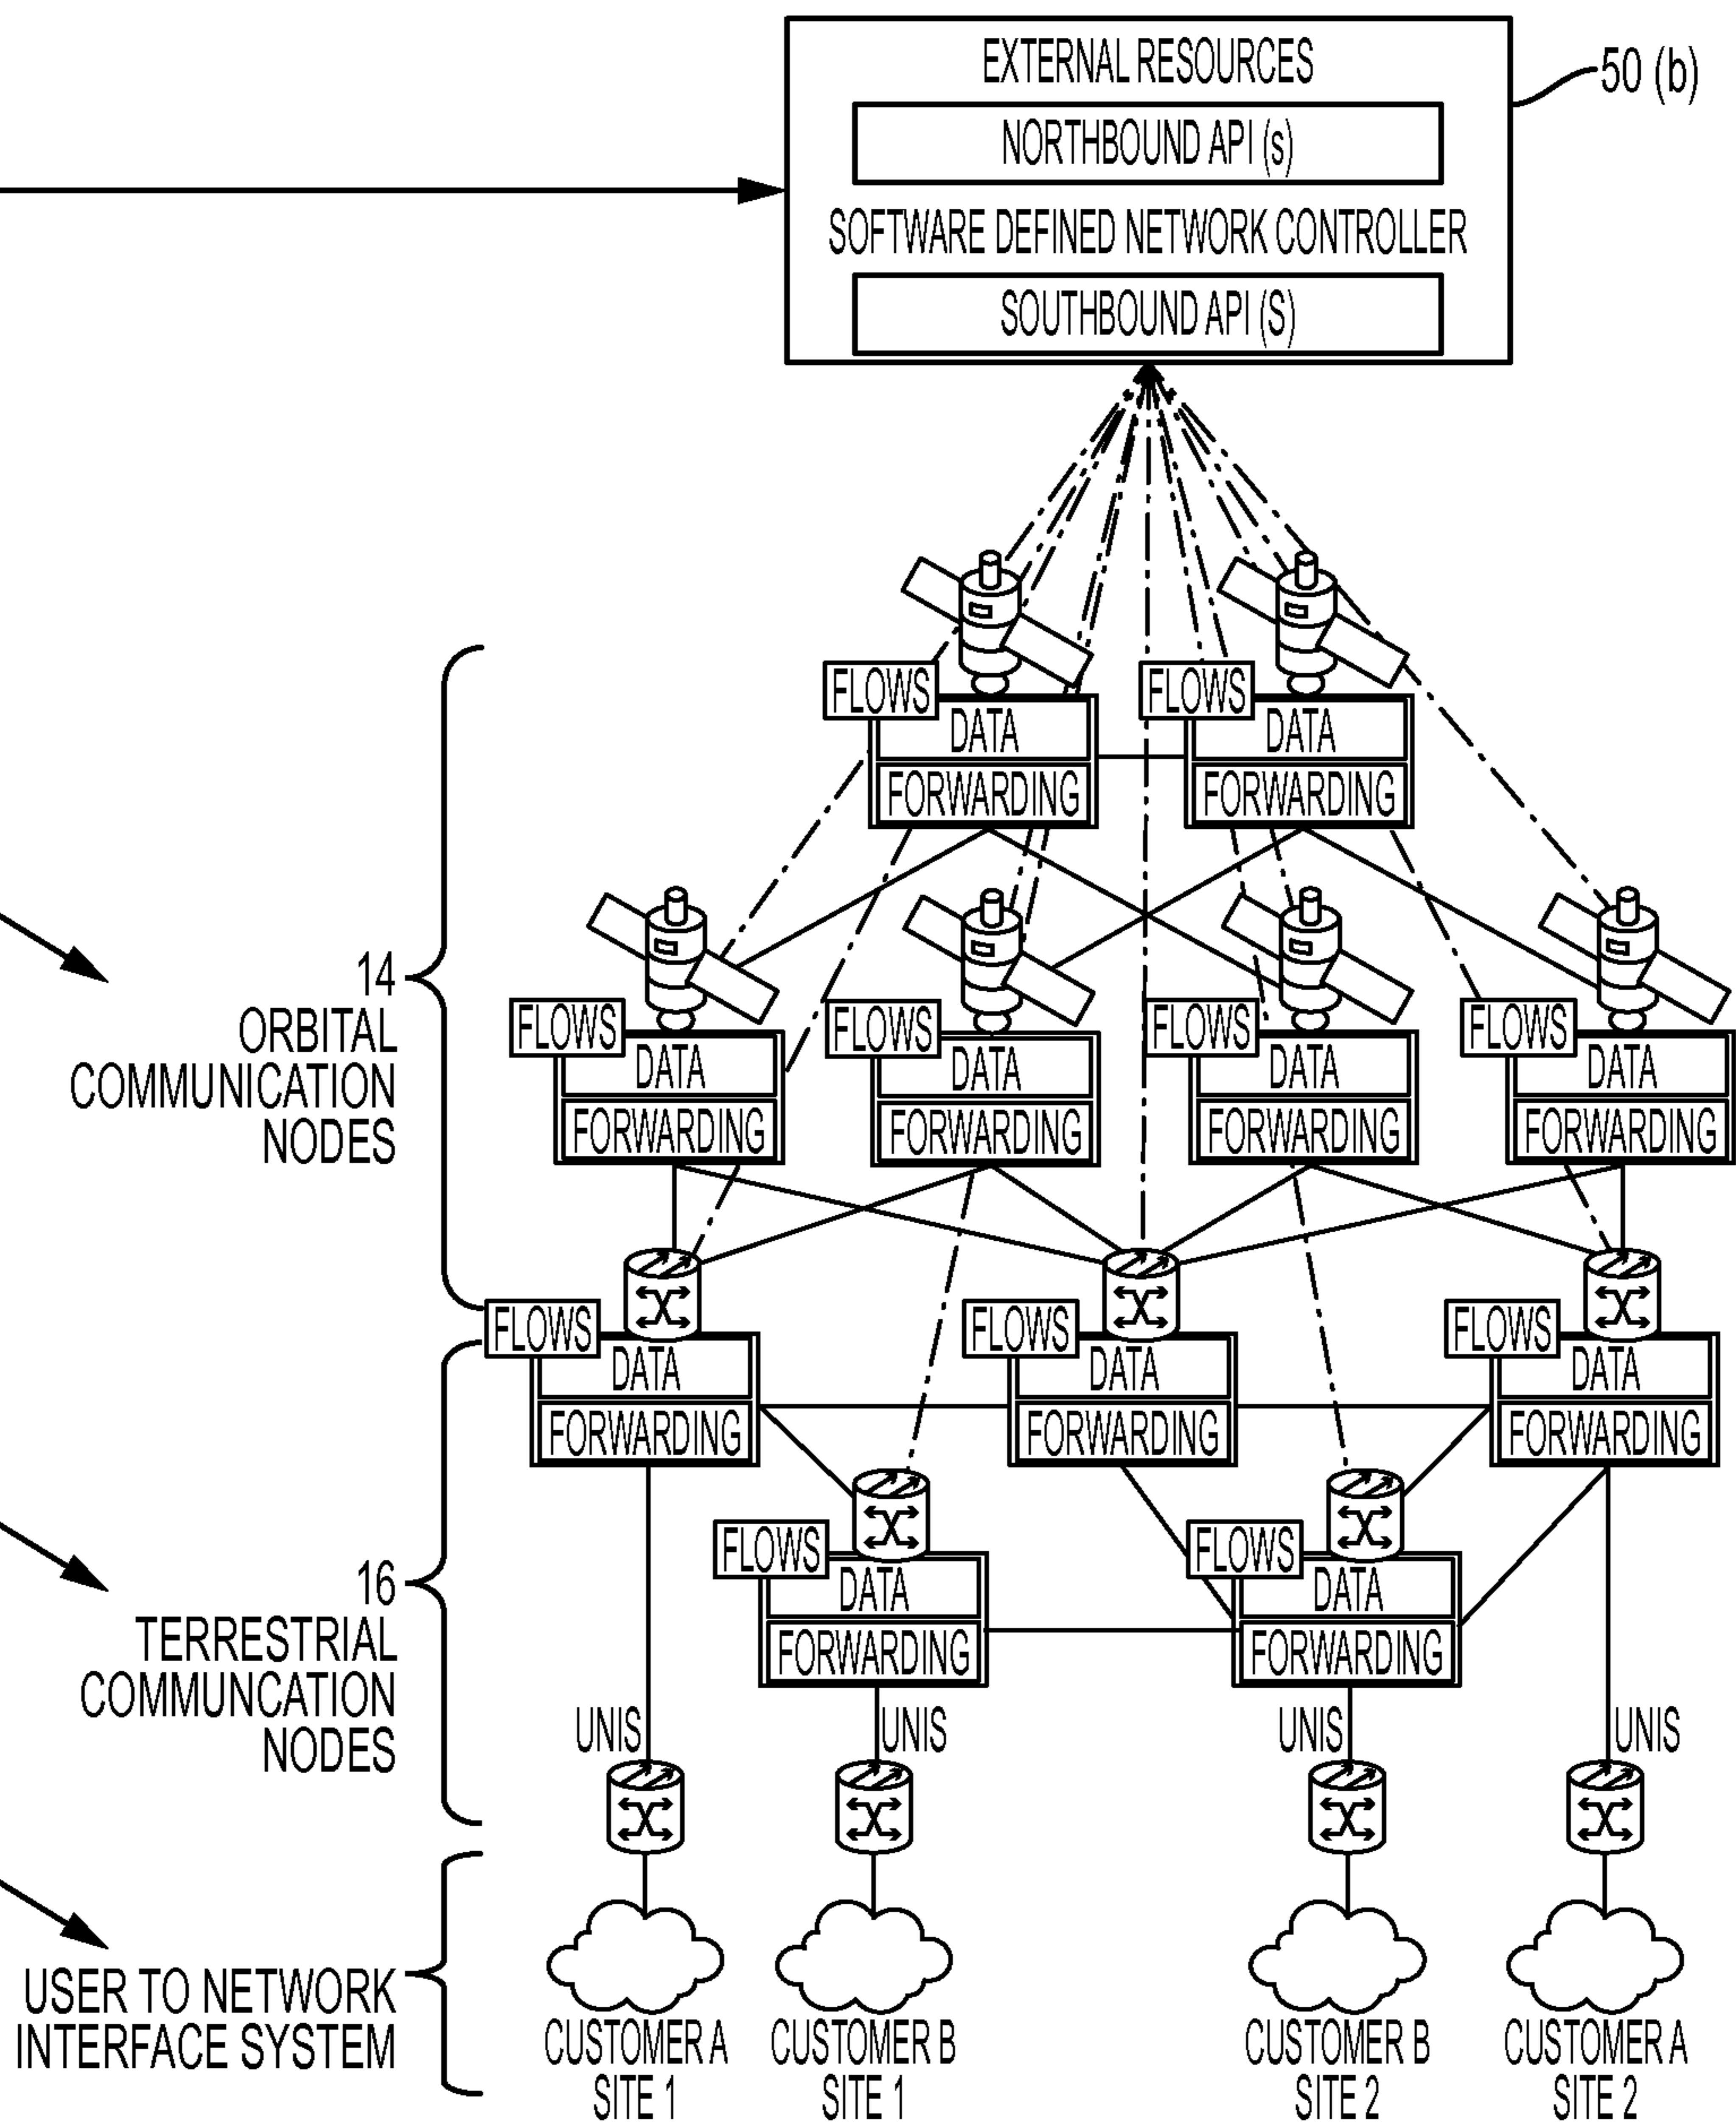 EXTERNAL RESOURCES
50 (b)
NORTHBOUND API (s)
SOFTWARE DEFINED NETWORK CONTROLLER
SOUTHBOUND API (S)
FLOWS
DATA
FORWARDING
FLOWS
DATA
FORWARDING
14
ORBITAL
COMMUNICATION
NODES
FLOWS
DATA
FORWARDING
FLOWS
DATA
FORWARDING
FLOWS
DATA
FORWARDING
FLOWS
DATA
FORWARDING
FLOWS
DATA
FORWARDING
FLOWS
DATA
FORWARDING
FLOWS
DATA
FORWARDING
16
TERRESTRIAL
COMMUNCATION
NODES
FLOWS
DATA
FORWARDING
FLOWS
DATA
FORWARDING
UNIS
UNIS
UNIS
UNIS
USER TO NETWORK
INTERFACE SYSTEM
CUSTOMER A
SITE 1
CUSTOMER B
SITE 1
CUSTOMER B
SITE 2
CUSTOMER A
SITE 2